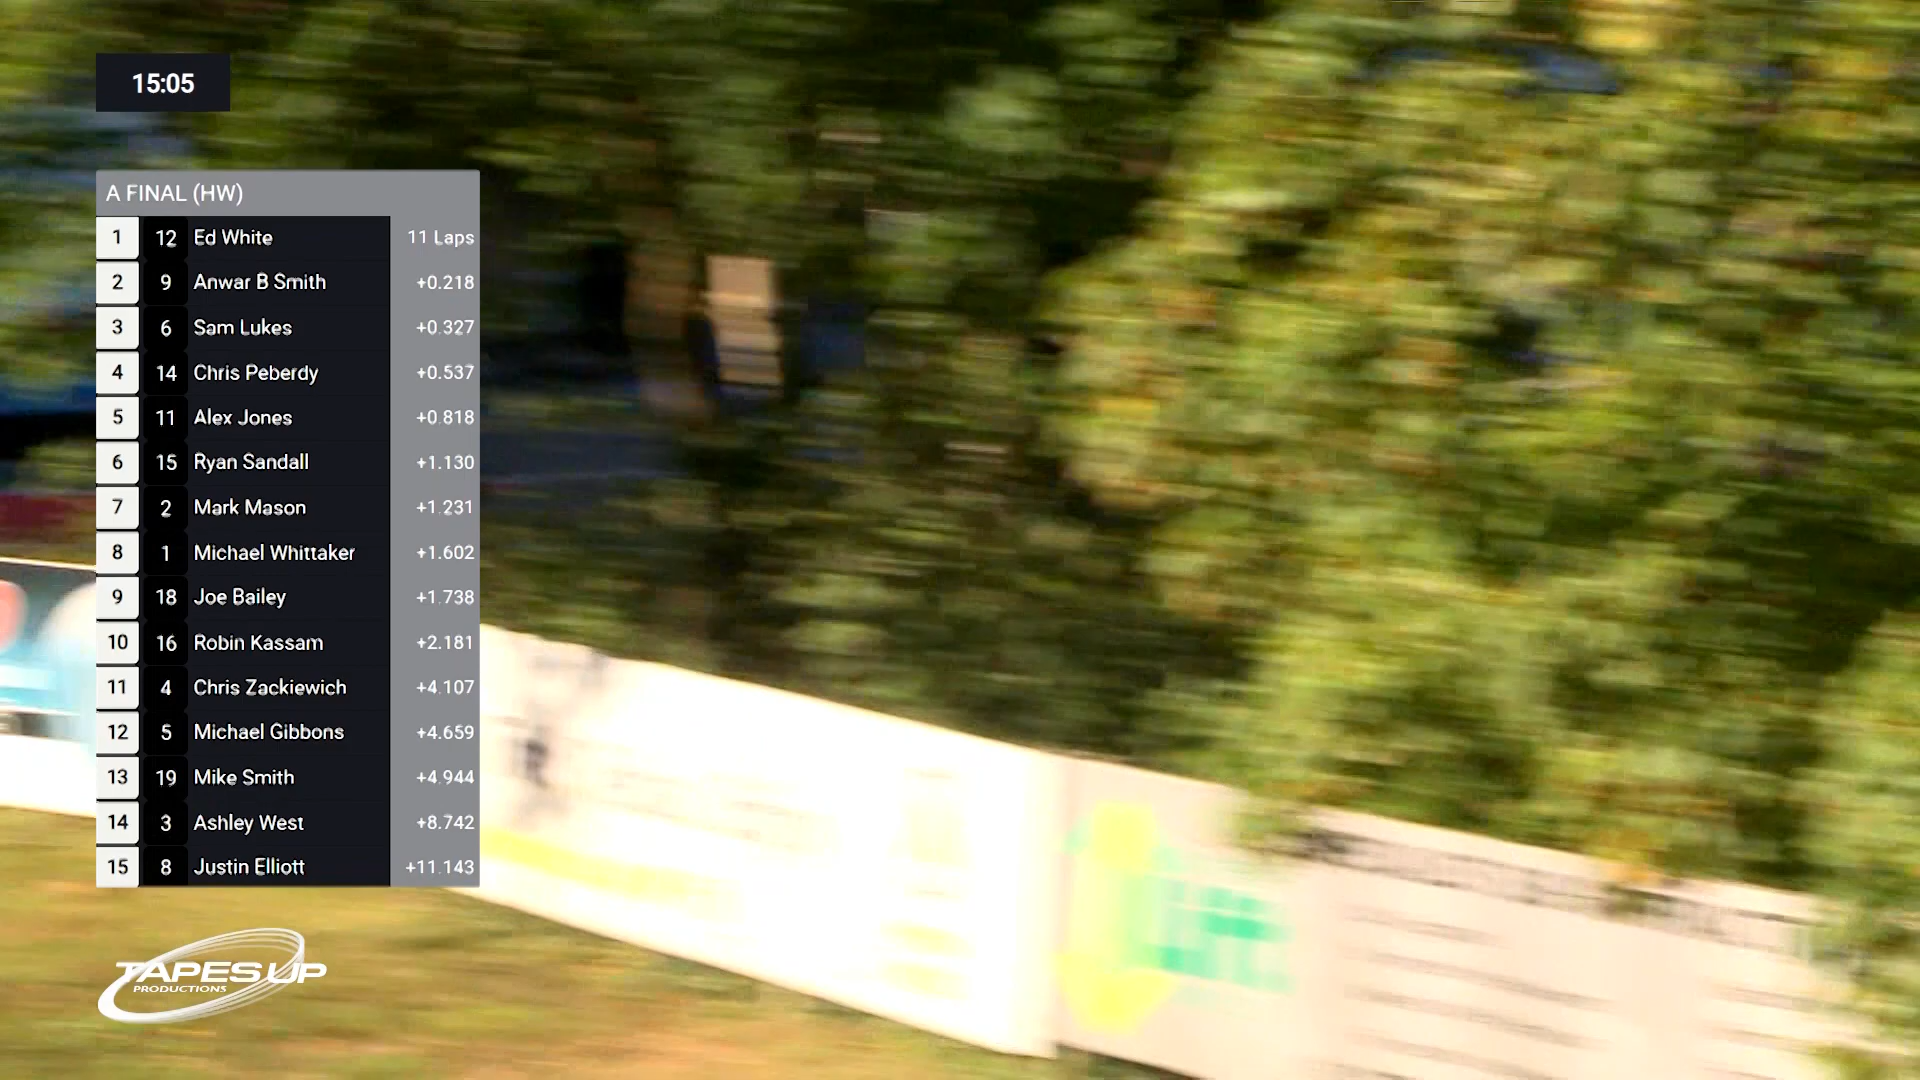 15:05
A FINAL (HW)
1 12 Ed White 11 Laps
2 9 Anwar B Smith +0.218
3 6 Sam Lukes +0.327
4 14 Chris Peberdy +0.537
5 11 Alex Jones +0.818
6 15 Ryan Sandall +1.130
7 2 Mark Mason +1.231
8 1 Michael Whittaker +1.602
9 18 Joe Bailey +1.738
10 16 Robin Kassam +2.181
11 4 Chris Zackiewich +4.107
12 5 Michael Gibbons +4.659
13 19 Mike Smith +4.944
14 3 Ashley West +8.742
15 8 Justin Elliott +11.143
TAPES UP
PRODUCTIONS